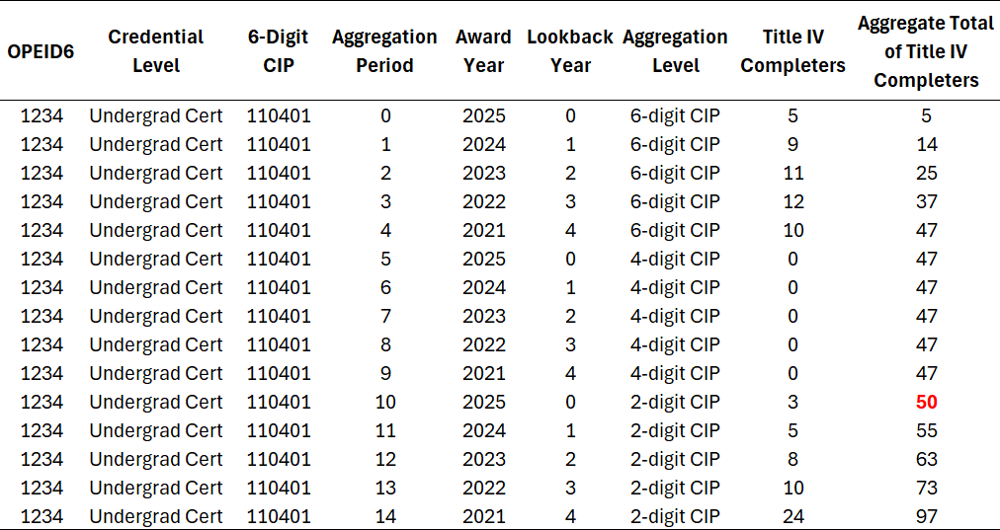 OPEID6 Credential Level 6-Digit CIP Aggregation Period Award Year Lookback Year Aggregation Level Title IV Completers Aggregate Total of Title IV Completers
1234 Undergrad Cert 110401 0 2025 0 6-digit CIP 5 5
1234 Undergrad Cert 110401 1 2024 1 6-digit CIP 9 14
1234 Undergrad Cert 110401 2 2023 2 6-digit CIP 11 25
1234 Undergrad Cert 110401 3 2022 3 6-digit CIP 12 37
1234 Undergrad Cert 110401 4 2021 4 6-digit CIP 10 47
1234 Undergrad Cert 110401 5 2025 0 4-digit CIP 0 47
1234 Undergrad Cert 110401 6 2024 1 4-digit CIP 0 47
1234 Undergrad Cert 110401 7 2023 2 4-digit CIP 0 47
1234 Undergrad Cert 110401 8 2022 3 4-digit CIP 0 47
1234 Undergrad Cert 110401 9 2021 4 4-digit CIP 0 47
1234 Undergrad Cert 110401 10 2025 0 2-digit CIP 3 50
1234 Undergrad Cert 110401 11 2024 1 2-digit CIP 5 55
1234 Undergrad Cert 110401 12 2023 2 2-digit CIP 8 63
1234 Undergrad Cert 110401 13 2022 3 2-digit CIP 10 73
1234 Undergrad Cert 110401 14 2021 4 2-digit CIP 24 97